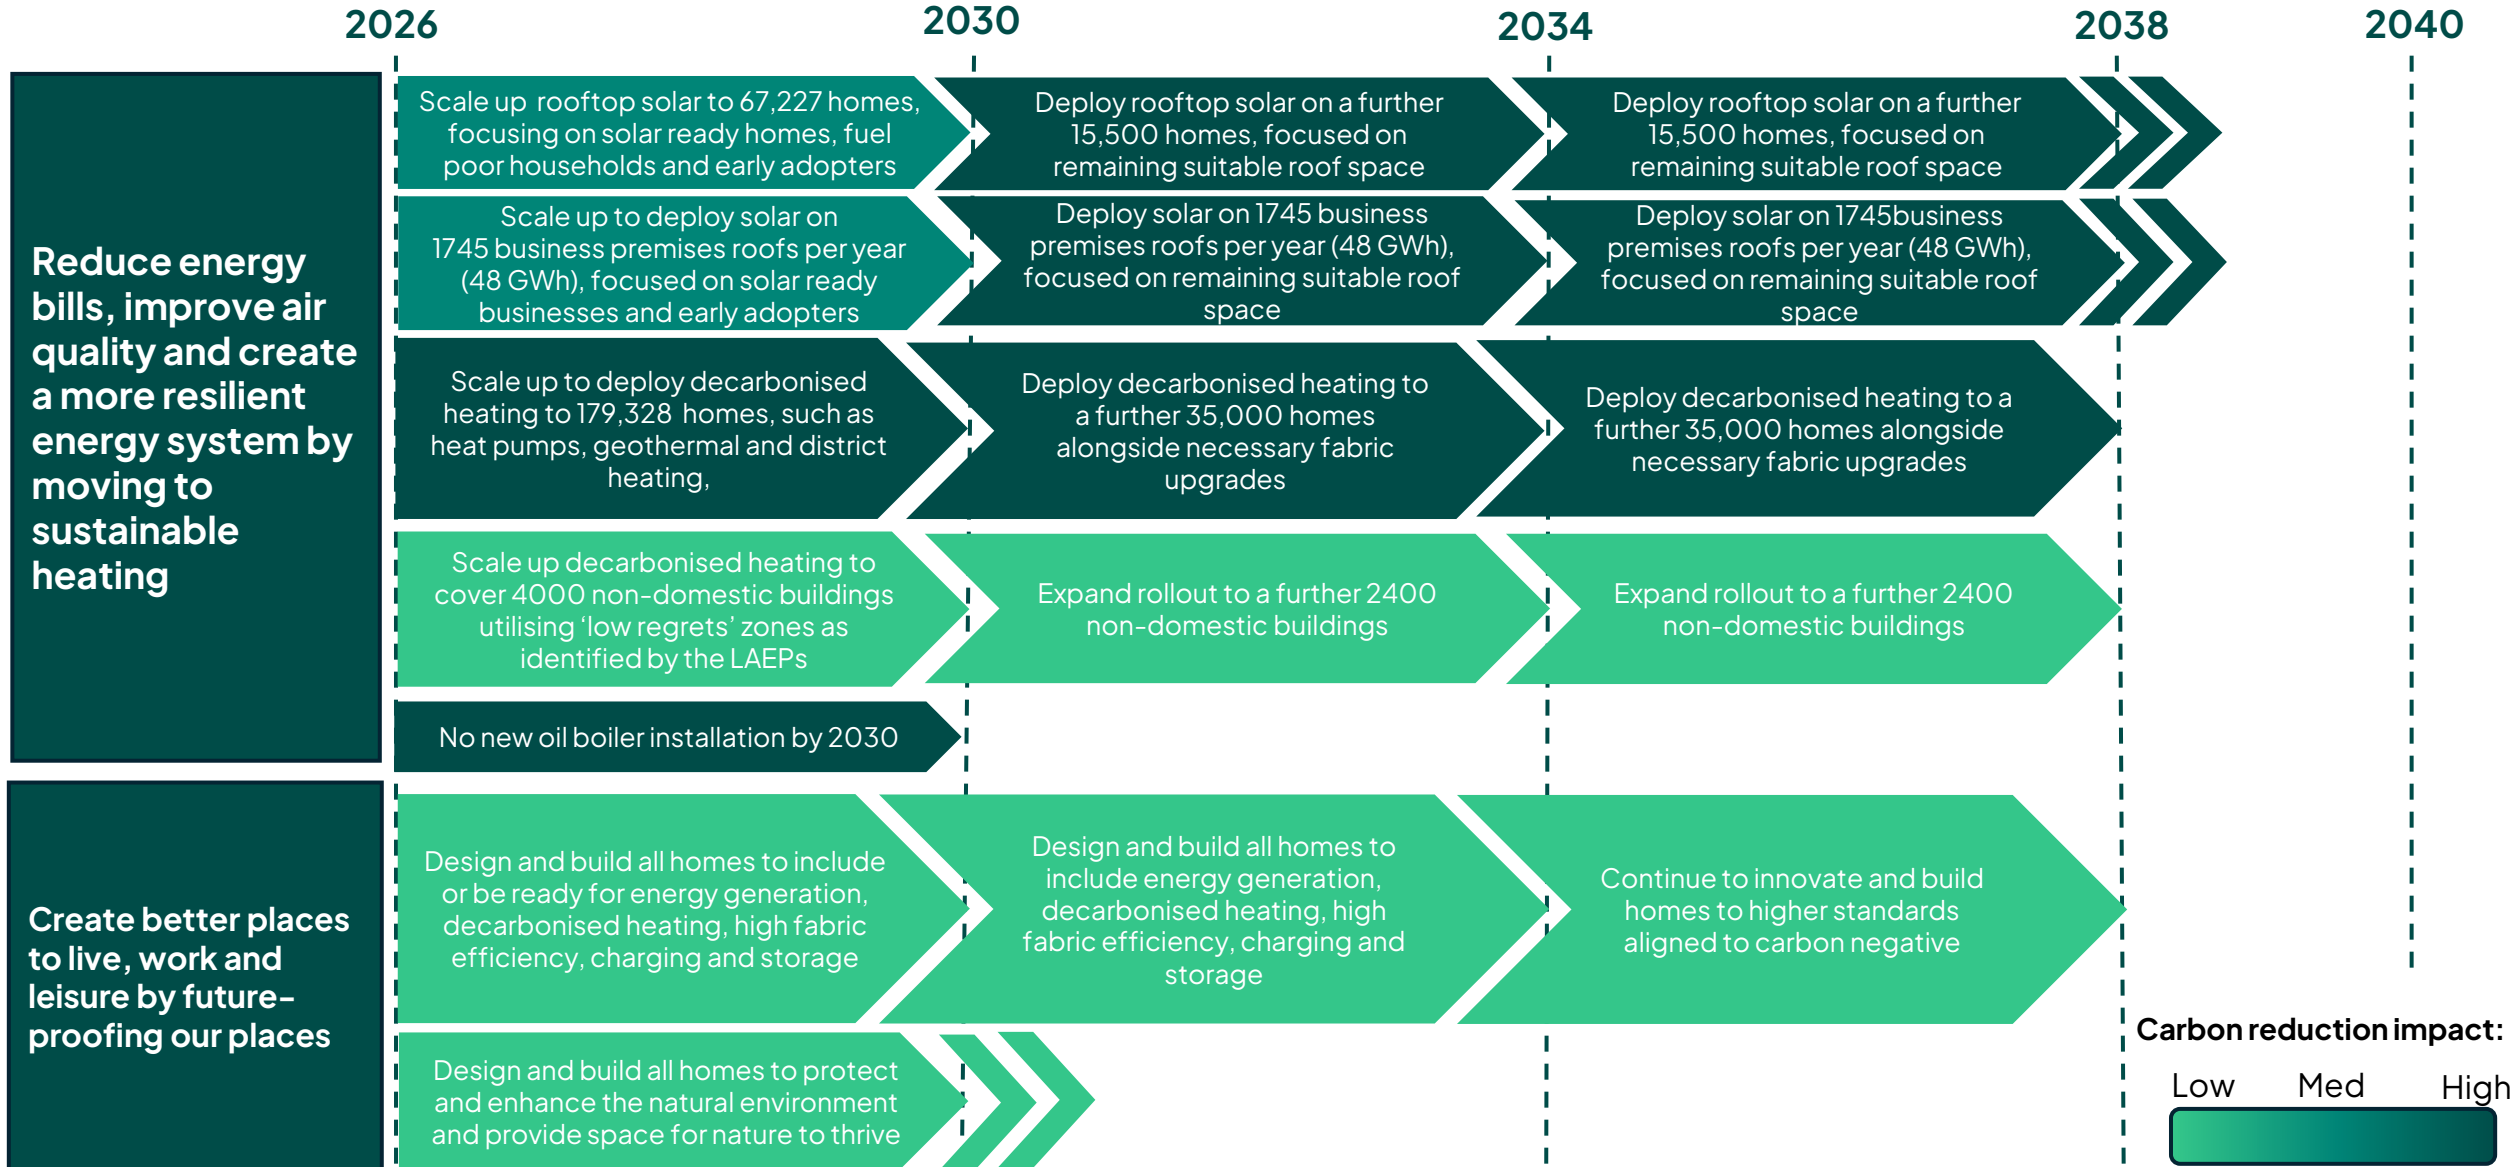 2026
2030
2034
2038
2040
Reduce energy
bills, improve air
quality and create
a more resilient
energy system by
moving to
sustainable
heating
Scale up rooftop solar to 67,227 homes,
focusing on solar ready homes, fuel
poor households and early adopters
Deploy rooftop solar on a further
15,500 homes, focused on
remaining suitable roof space
Deploy rooftop solar on a further
15,500 homes, focused on
remaining suitable roof space
Scale up to deploy solar on
1745 business premises roofs per year
(48 GWh), focused on solar ready
businesses and early adopters
Deploy solar on 1745 business
premises roofs per year (48 GWh),
focused on remaining suitable roof
space
Deploy solar on 1745business
premises roofs per year (48 GWh),
focused on remaining suitable roof
space
Scale up to deploy decarbonised
heating to 179,328 homes, such as
heat pumps, geothermal and district
heating,
Deploy decarbonised heating to
a further 35,000 homes
alongside necessary fabric
upgrades
Deploy decarbonised heating to a
further 35,000 homes alongside
necessary fabric upgrades
Scale up decarbonised heating to
cover 4000 non-domestic buildings
utilising ‘low regrets’ zones as
identified by the LAEPs
Expand rollout to a further 2400
non-domestic buildings
Expand rollout to a further 2400
non-domestic buildings
No new oil boiler installation by 2030
Create better places
to live, work and
leisure by future-
proofing our places
Design and build all homes to include
or be ready for energy generation,
decarbonised heating, high fabric
efficiency, charging and storage
Design and build all homes to
include energy generation,
decarbonised heating, high
fabric efficiency, charging and
storage
Continue to innovate and build
homes to higher standards
aligned to carbon negative
Design and build all homes to protect
and enhance the natural environment
and provide space for nature to thrive
Carbon reduction impact:
Low Med High